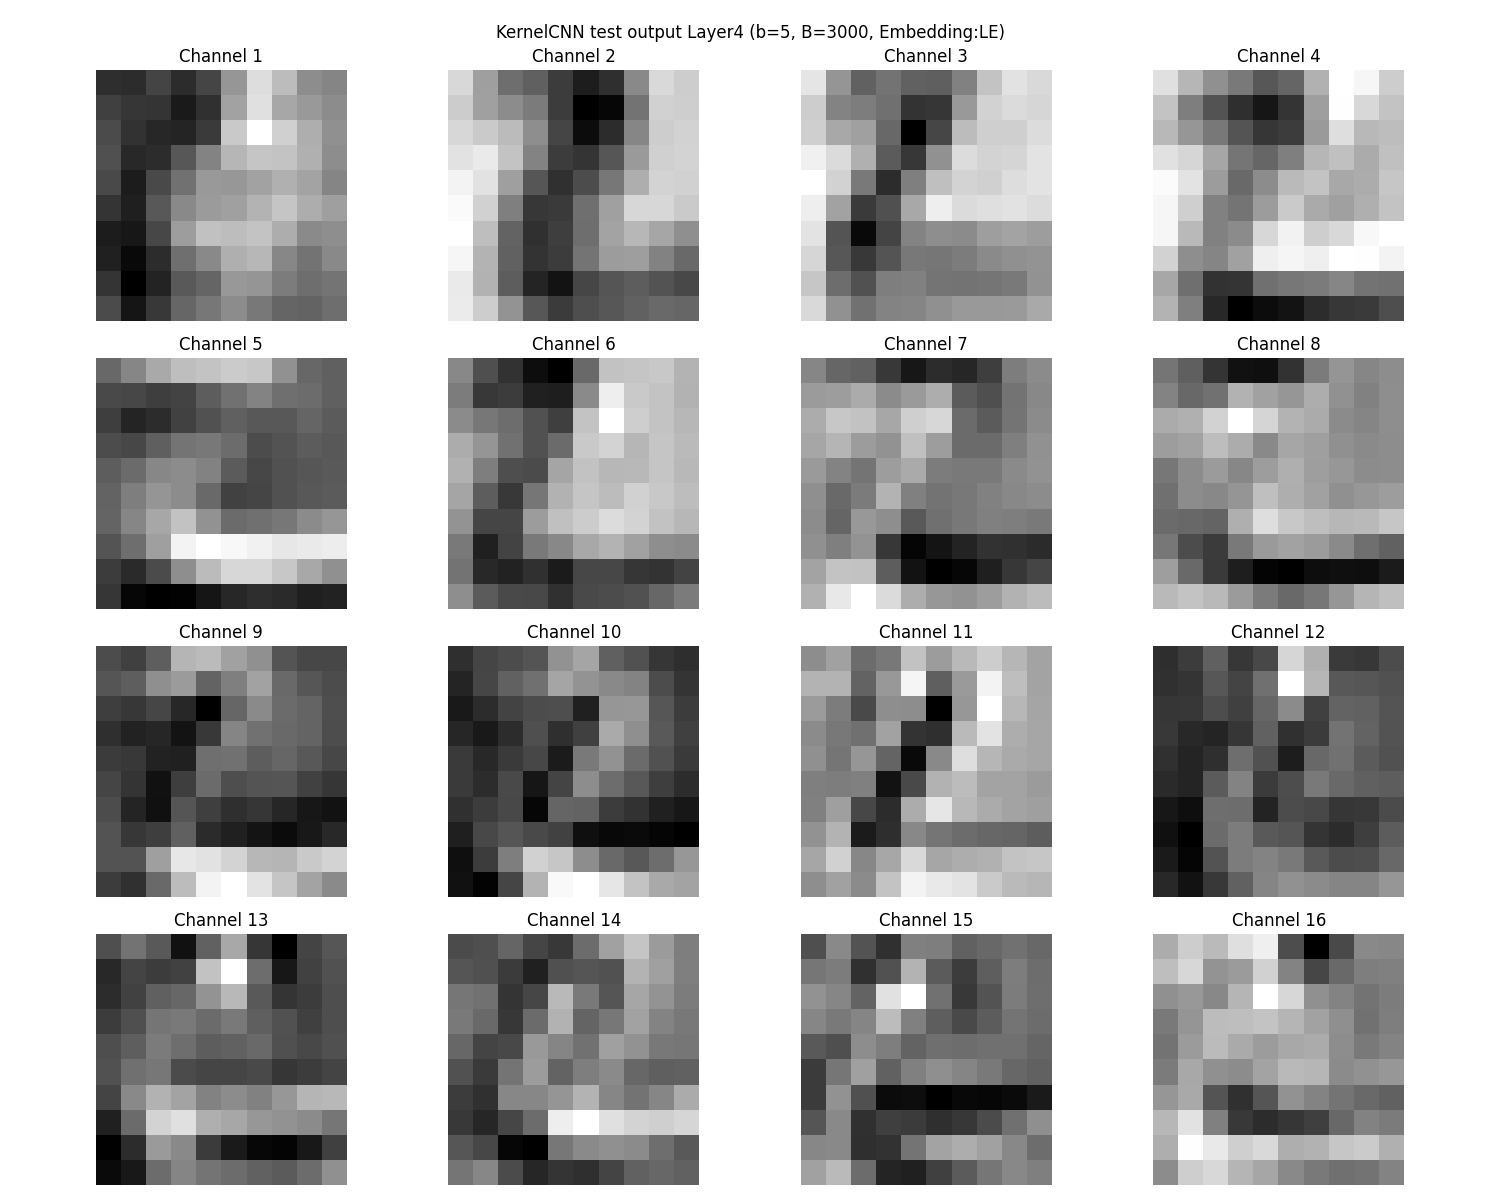 KernelCNN test output Layer4 (b=5, B=3000, Embedding:LE)
Channel 1 Channel 2 Channel 3 Channel 4
Channel 5 Channel 6 Channel 7 Channel 8
Channel 9 Channel 10 Channel 11 Channel 12
Channel 13 Channel 14 Channel 15 Channel 16